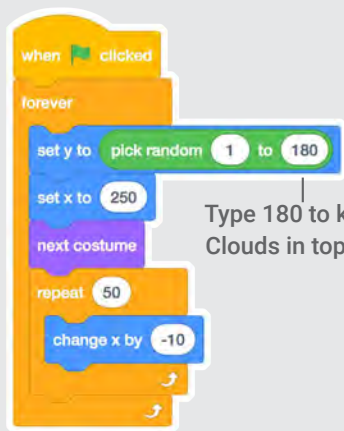 when clicked
forever
set y to pick random 1 to 180
set x to 250
Type 180 to
Clouds in top
next costume
repeat 50
change x by -10